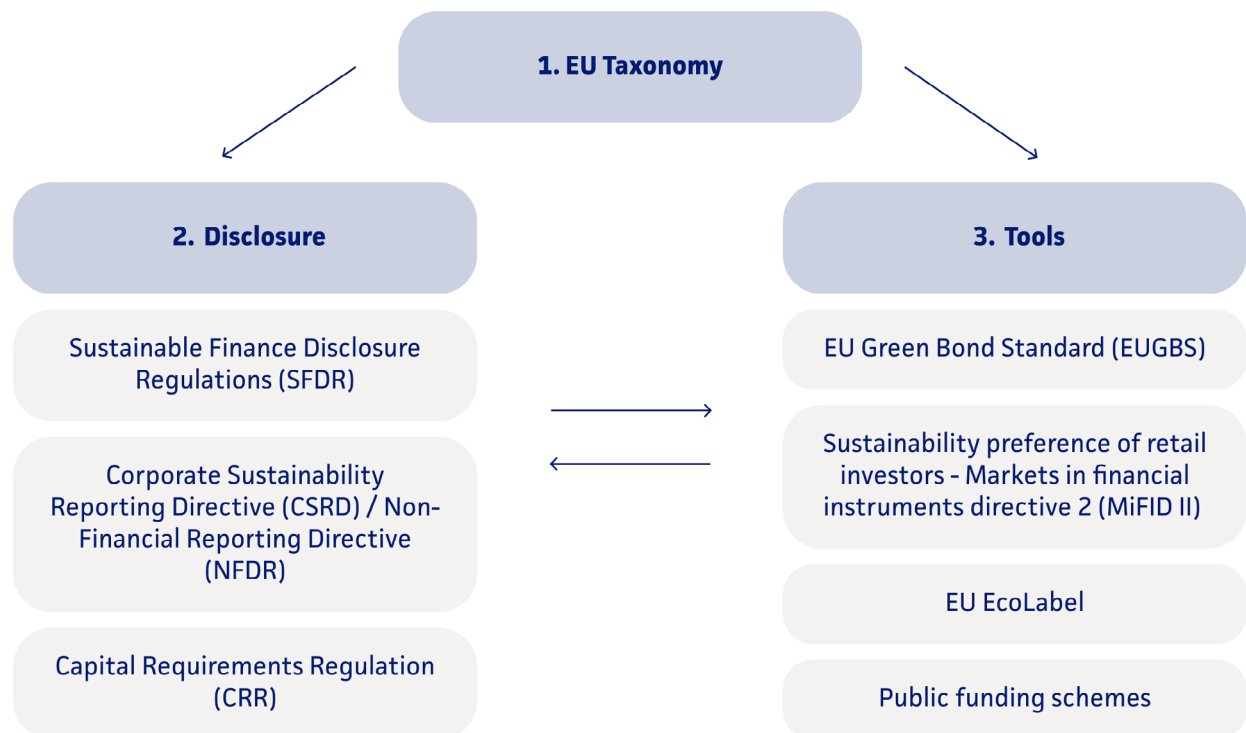 1. EU Taxonomy
2. Disclosure
Sustainable Finance Disclosure
Regulations (SFDR)
Corporate Sustainability
Reporting Directive (CSRD) / Non-
Financial Reporting Directive
(NFDR)
Capital Requirements Regulation
(CRR)
3. Tools
EU Green Bond Standard (EUGBS)
Sustainability preference of retail
investors - Markets in financial
instruments directive 2 (MiFID II)
EU EcoLabel
Public funding schemes